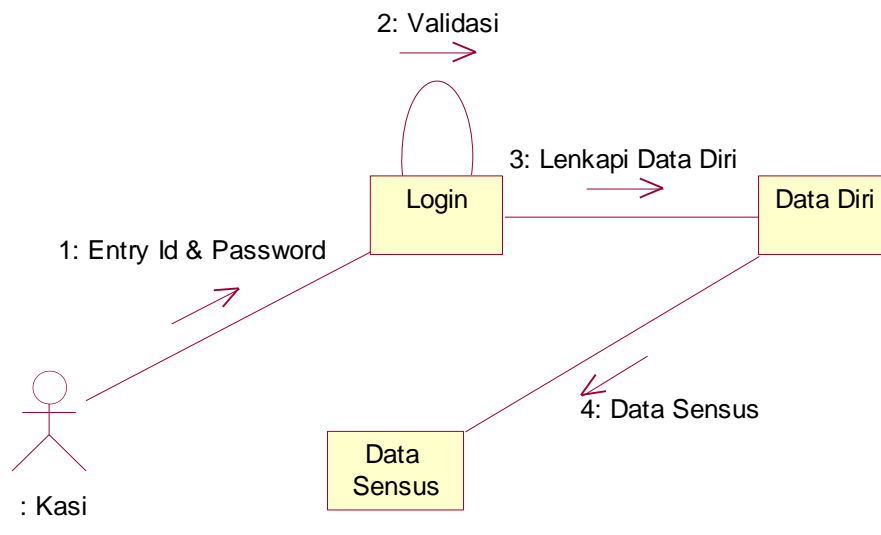 2: Validasi
3: Lenkapi Data Diri
Login
Data Diri
1: Entry Id & Password
4: Data Sensus
Data
Sensus
: Kasi